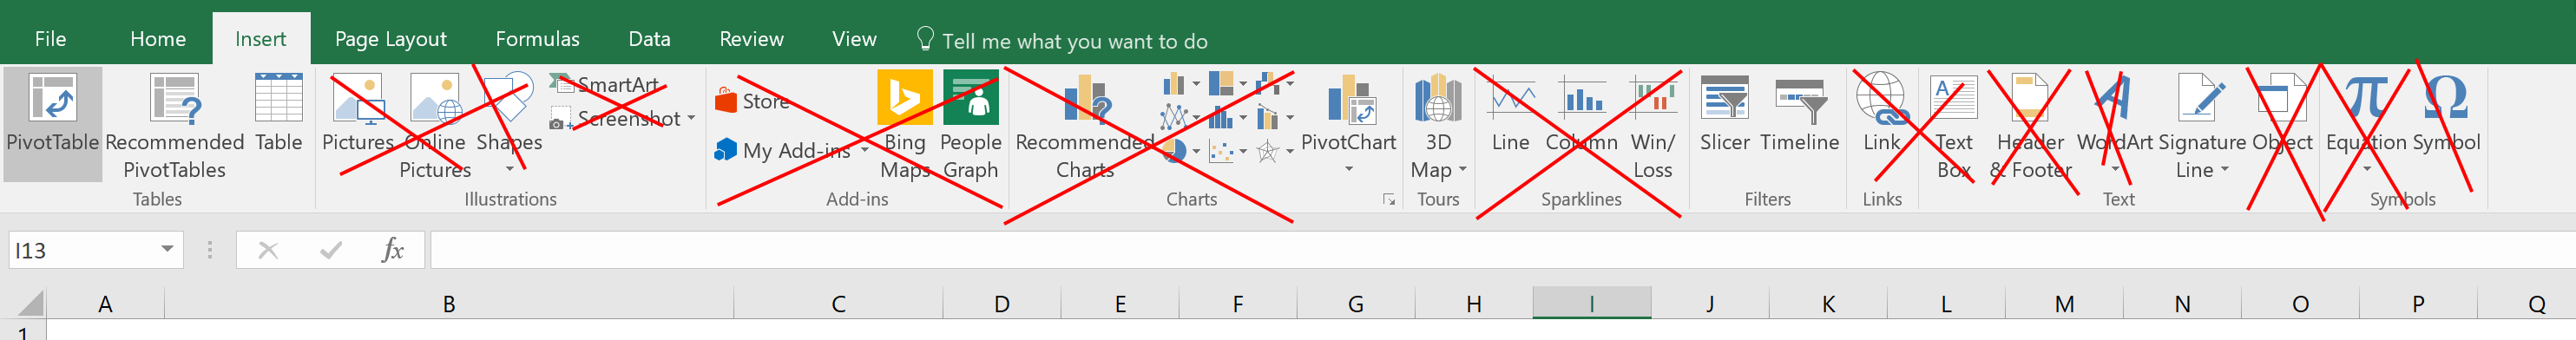 File Home Insert Page Layout Formulas Data Review View Tell me what you want to do
PivotTable
Recommended
PivotTables
Table
Tables
Pictures
Online
Pictures
Shapes
SmartArt
Screenshot
Illustrations
Store
My Add-ins
Bing
Maps
People
Graph
Add-ins
Recommended
Charts
PivotChart
Charts
3D
Map
Tours
Line
Column
Win/
Loss
Sparklines
Slicer
Timeline
Filters
Link
Links
Text
Box
Header
& Footer
WordArt
Signature
Line
Object
Text
π
Equation
Ω
Symbol
Symbols
I13 fx
A B C D E F G H I J K L M N O P Q
1